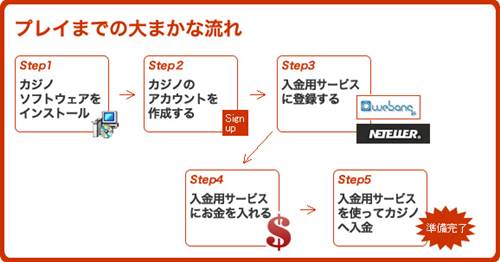 プレイまでの大まかな流れ
Step1
カジノ
ソフトウェアを
インストール
Step2
カジノの
アカウントを
作成する
Sign
up
Step3
入金用サービス
に登録する
webanq
NETELLER
Step4
入金用サービス
にお金を入れる
$
Step5
入金用サービス
を使ってカジノ
へ入金
準備完了